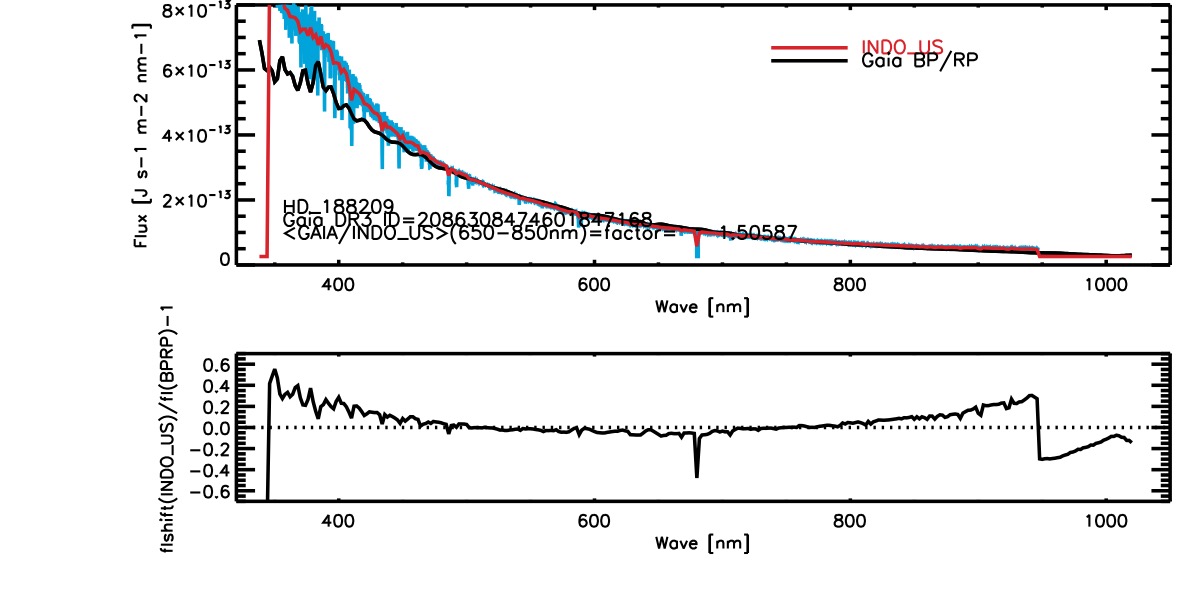 8×10−13
6×10−13
4×10−13
2×10−13
0
Flux [J s−1 m−2 nm−1]
INDO_US
Gaia BP/RP
HD_188209
Gaia DR3 ID=2086308474601847168
<GAIA/INDO_US>(650−850nm)=factor= 1.50587
400 600 800 1000
Wave [nm]
flshift(INDO_US)/fl(BPRP)−1
0.6
0.4
0.2
0.0
−0.2
−0.4
−0.6
400 600 800 1000
Wave [nm]